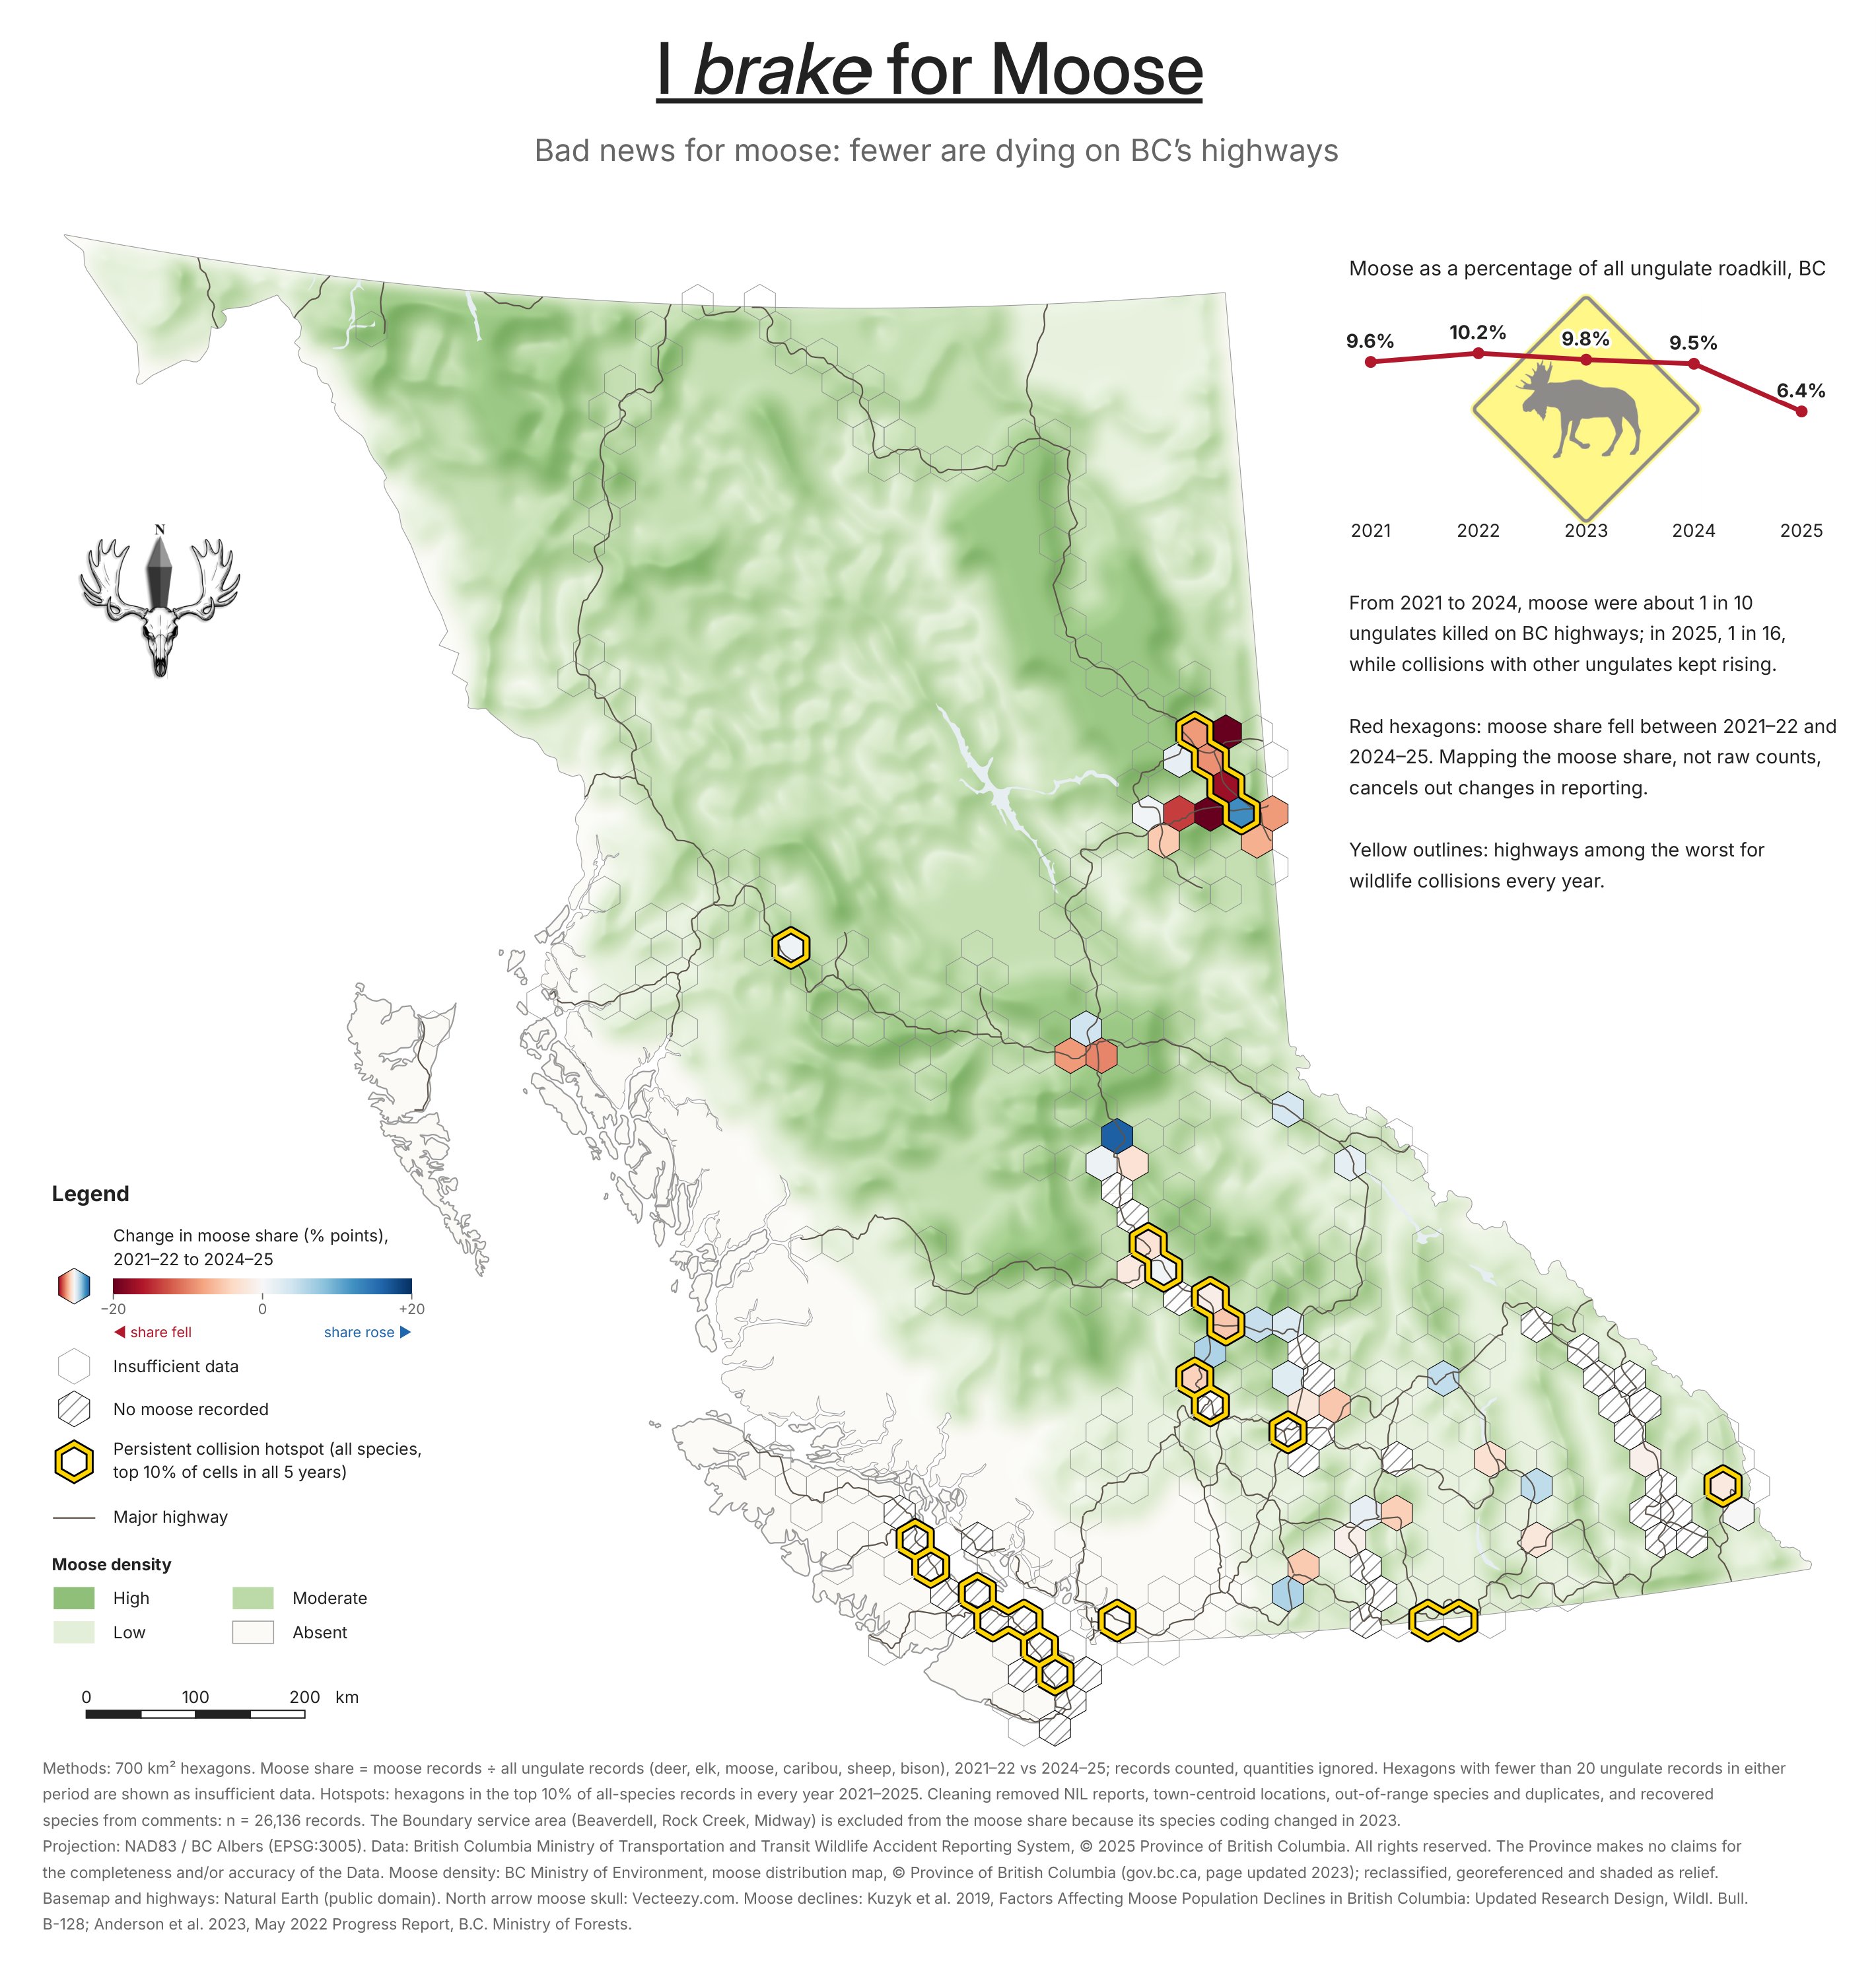 I brake for Moose
Bad news for moose: fewer are dying on BC’s highways
Moose as a percentage of all ungulate roadkill, BC
9.6%
10.2%
9.8%
9.5%
6.4%
2021
2022
2023
2024
2025
From 2021 to 2024, moose were about 1 in 10
ungulates killed on BC highways; in 2025, 1 in 16,
while collisions with other ungulates kept rising.
Red hexagons: moose share fell between 2021–22 and
2024–25. Mapping the moose share, not raw counts,
cancels out changes in reporting.
Yellow outlines: highways among the worst for
wildlife collisions every year.
N
Legend
Change in moose share (% points),
2021–22 to 2024–25
−20
0
+20
◀ share fell
share rose ▶
Insufficient data
No moose recorded
Persistent collision hotspot (all species,
top 10% of cells in all 5 years)
Major highway
Moose density
High
Moderate
Low
Absent
0
100
200 km
Methods: 700 km² hexagons. Moose share = moose records ÷ all ungulate records (deer, elk, moose, caribou, sheep, bison), 2021–22 vs 2024–25; records counted, quantities ignored. Hexagons with fewer than 20 ungulate records in either
period are shown as insufficient data. Hotspots: hexagons in the top 10% of all-species records in every year 2021–2025. Cleaning removed NIL reports, town-centroid locations, out-of-range species and duplicates, and recovered
species from comments: n = 26,136 records. The Boundary service area (Beaverdell, Rock Creek, Midway) is excluded from the moose share because its species coding changed in 2023.
Projection: NAD83 / BC Albers (EPSG:3005). Data: British Columbia Ministry of Transportation and Transit Wildlife Accident Reporting System, © 2025 Province of British Columbia. All rights reserved. The Province makes no claims for
the completeness and/or accuracy of the Data. Moose density: BC Ministry of Environment, moose distribution map, © Province of British Columbia (gov.bc.ca, page updated 2023); reclassified, georeferenced and shaded as relief.
Basemap and highways: Natural Earth (public domain). North arrow moose skull: Vecteezy.com. Moose declines: Kuzyk et al. 2019, Factors Affecting Moose Population Declines in British Columbia: Updated Research Design, Wildl. Bull.
B-128; Anderson et al. 2023, May 2022 Progress Report, B.C. Ministry of Forests.